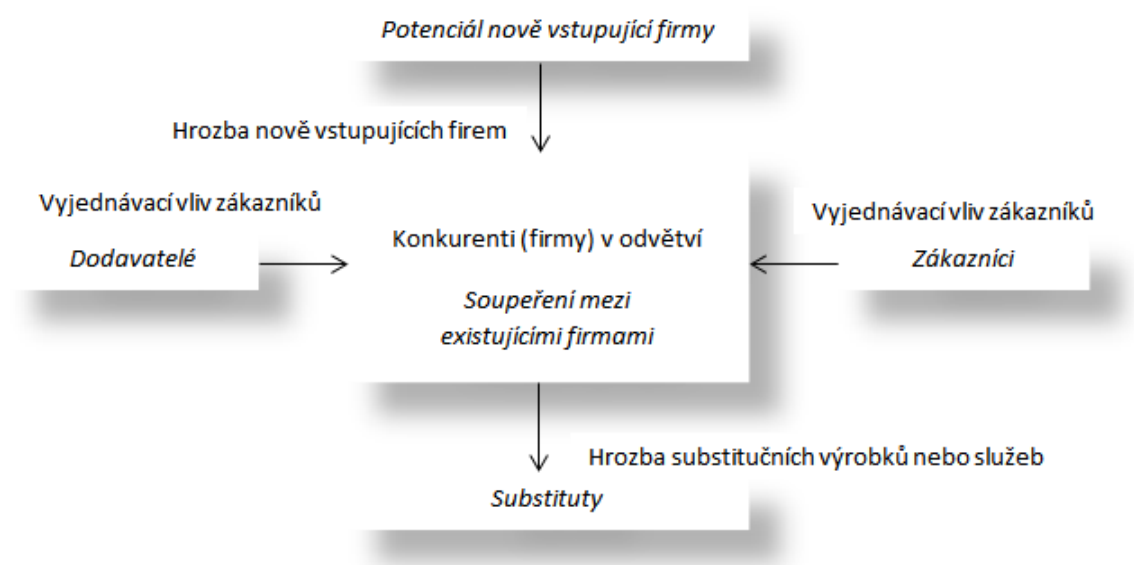 Potenciál nově vstupující firmy
Hrozba nově vstupujících firem
Vyjednávací vliv zákazníků
Dodavatelé
Konkurenti (firmy) v odvětví
Soupeření mezi
existujícími firmami
Vyjednávací vliv zákazníků
Zákazníci
Hrozba substitučních výrobků nebo služeb
Substituty